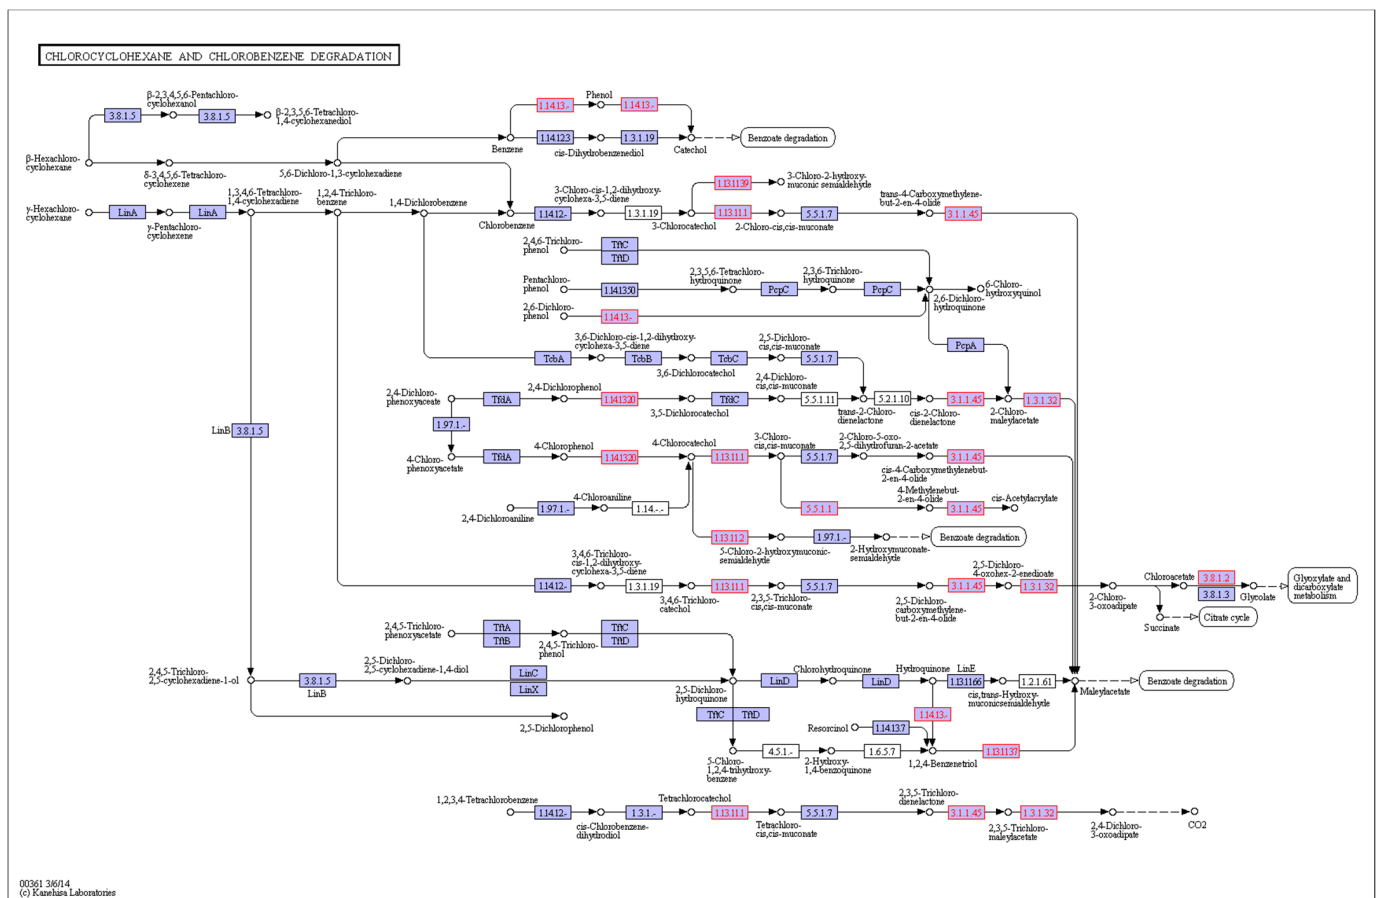 CHLOROCYCLOHEXANE AND CHLOROBENZENE DEGRADATION
β-2,3,4,5,6-Pentachloro-
cyclohexanol
3.8.1.5
3.8.1.5
β-2,3,5,6-Tetrachloro-
1,4-cyclohexanediol
Phenol
1.14.13.-
1.14.13.-
Benzene
1.14.12.3
cis-Dihydrobenzenediol
1.3.1.19
Catechol
Benzoate degradation
β-Hexachloro-
cyclohexane
δ-3,4,5,6-Tetrachloro-
cyclohexene
5,6-Dichloro-1,3-cyclohexadiene
γ-Hexachloro-
cyclohexane
LinA
γ-Pentachloro-
cyclohexene
LinA
1,3,4,6-Tetrachloro-
1,4-cyclohexadiene
1,2,4-Trichloro-
benzene
1,4-Dichlorobenzene
Chlorobenzene
1.14.12.-
3-Chloro-cis-1,2-dihydroxy-
cyclohexa-3,5-diene
1.3.1.19
3-Chlorocatechol
1.13.11.39
3-Chloro-2-hydroxy-
muconic semialdehyde
1.13.11.1
2-Chloro-cis,cis-muconate
5.5.1.7
trans-4-Carboxymethylene-
but-2-en-4-olide
3.1.1.45
2,4,6-Trichloro-
phenol
TftC
TftD
Pentachloro-
phenol
1.14.13.50
2,3,5,6-Tetrachloro-
hydroquinone
PcpC
2,3,6-Trichloro-
hydroquinone
PcpC
2,6-Dichloro-
hydroquinone
6-Chloro-
hydroxyquinol
2,6-Dichloro-
phenol
1.14.13.-
PcpA
TcbA
3,6-Dichloro-cis-1,2-dihydroxy-
cyclohexa-3,5-diene
TcbB
3,6-Dichlorocatechol
TcbC
2,5-Dichloro-
cis,cis-muconate
5.5.1.7
2,4-Dichloro-
phenoxyaceate
TfdA
2,4-Dichlorophenol
1.14.13.20
3,5-Dichlorocatechol
TfdC
2,4-Dichloro-
cis,cis-muconate
5.5.1.11
trans-2-Chloro-
dienelactone
5.2.1.10
cis-2-Chloro-
dienelactone
3.1.1.45
2-Chloro-
maleylacetate
1.3.1.32
1.97.1.-
LinB
3.8.1.5
4-Chloro-
phenoxyacetate
TfdA
4-Chlorophenol
1.14.13.20
4-Chlorocatechol
1.13.11.1
3-Chloro-
cis,cis-muconate
5.5.1.7
2-Chloro-5-oxo-
2,5-dihydrofuran-2-acetate
3.1.1.45
cis-4-Carboxymethylenebut-
2-en-4-olide
2,4-Dichloroaniline
1.97.1.-
4-Chloroaniline
1.14.-.-
5.5.1.1
4-Methylenebut-
2-en-4-olide
3.1.1.45
cis-Acetylacrylate
1.13.11.2
5-Chloro-2-hydroxymuconic-
semialdehyde
1.97.1.-
2-Hydroxymuconate-
semialdehyde
Benzoate degradation
1.14.12.-
3,4,6-Trichloro-
cis-1,2-dihydroxy-
cyclohexa-3,5-diene
1.3.1.19
3,4,6-Trichloro-
catechol
1.13.11.1
2,3,5-Trichloro-
cis,cis-muconate
5.5.1.7
2,5-Dichloro-
carboxymethylene-
but-2-en-4-olide
3.1.1.45
2,5-Dichloro-
4-oxohex-2-enedioate
1.3.1.32
2-Chloro-
3-oxoadipate
Chloroacetate
3.8.1.2
3.8.1.3
Glycolate
Glyoxylate and
dicarboxylate
metabolism
Succinate
Citrate cycle
2,4,5-Trichloro-
phenoxyacetate
TftA
TftB
2,4,5-Trichloro-
phenol
TftC
TftD
2,4,5-Trichloro-
2,5-cyclohexadiene-1-ol
3.8.1.5
LinB
2,5-Dichloro-
2,5-cyclohexadiene-1,4-diol
LinC
LinX
2,5-Dichloro-
hydroquinone
LinD
Chlorohydroquinone
LinD
Hydroquinone
LinE
1.13.11.66
cis,trans-Hydroxy-
muconicsemialdehyde
1.2.1.61
Maleylacetate
Benzoate degradation
2,5-Dichlorophenol
TftC
TftD
1.14.13.-
Resorcinol
1.14.13.7
5-Chloro-
1,2,4-trihydroxy-
benzene
4.5.1.-
2-Hydroxy-
1,4-benzoquinone
1.6.5.7
1,2,4-Benzenetriol
1.13.11.37
1,2,3,4-Tetrachlorobenzene
1.14.12.-
cis-Chlorobenzene-
dihydrodiol
1.3.1.-
Tetrachlorocatechol
1.13.11.1
Tetrachloro-
cis,cis-muconate
5.5.1.7
2,3,5-Trichloro-
dienelactone
3.1.1.45
2,3,5-Trichloro-
maleylacetate
1.3.1.32
2,4-Dichloro-
3-oxoadipate
CO2
00361 3/6/14
(c) Kanehisa Laboratories